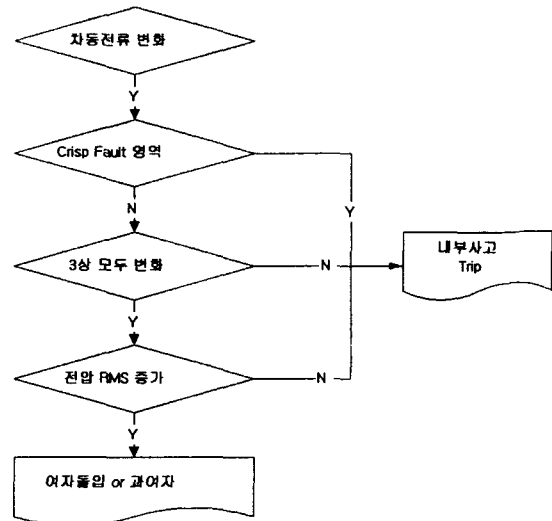 차동전류 변화
Y
Crisp Fault 영역
N
Y
3상 모두 변화
N
내부사고
Trip
Y
전압 RMS 증가
N
Y
여자돌입 or 과여자